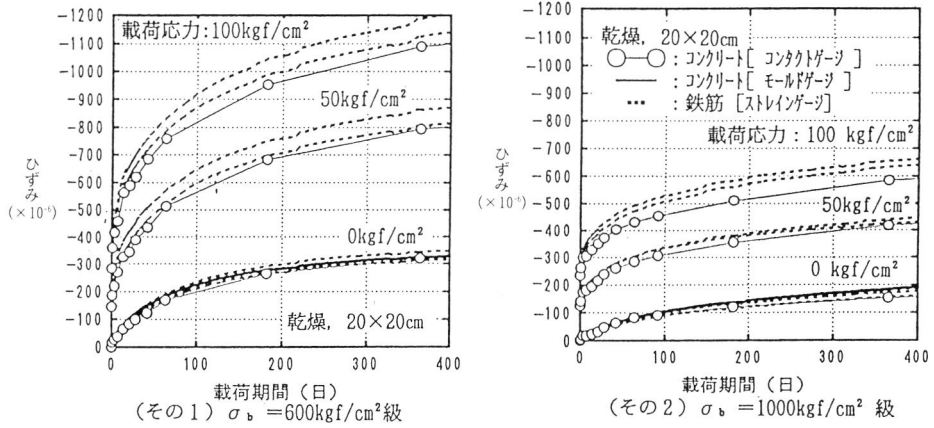 -1200
-1100
-1000
-900
-800
-700
-600
-500
-400
-300
-200
-100
0
ひずみ
(×10⁻⁶)
載荷応力:100kgf/cm²
50kgf/cm²
0kgf/cm²
乾燥, 20×20cm
0 100 200 300 400
載荷期間(日)
(その1) σb =600kgf/cm²級
-1200
-1100
-1000
-900
-800
-700
-600
-500
-400
-300
-200
-100
0
ひずみ
(×10⁻⁶)
乾燥, 20×20cm
:コンクリート[ コンタクトゲージ ]
:コンクリート[ モールドゲージ ]
:鉄筋 [ストレインゲージ]
載荷応力:100 kgf/cm²
50kgf/cm²
0 kgf/cm²
0 100 200 300 400
載荷期間(日)
(その2) σb =1000kgf/cm² 級